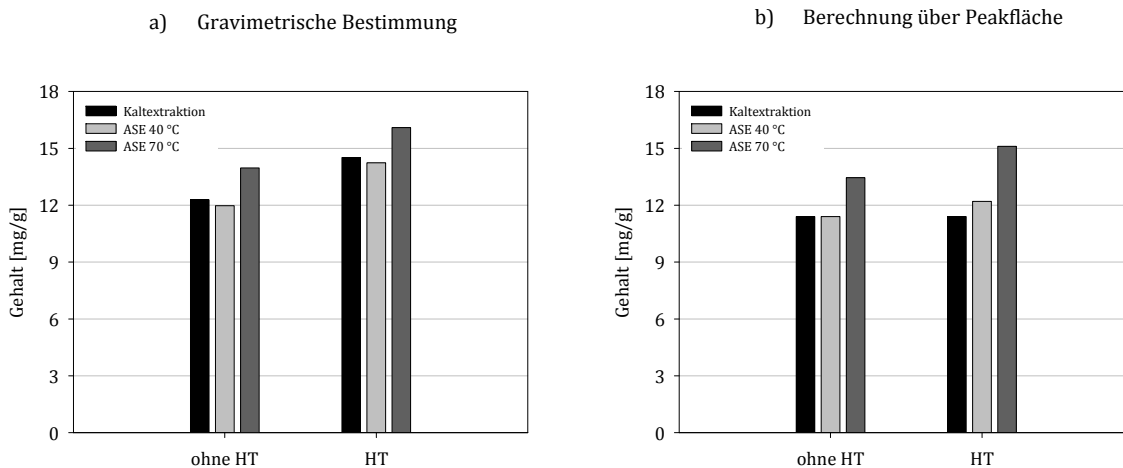 a) Gravimetrische Bestimmung
18
15
12
9
6
3
0
Gehalt [mg/g]
Kaltextraktion
ASE 40 °C
ASE 70 °C
ohne HT
HT
b) Berechnung über Peakfläche
18
15
12
9
6
3
0
Gehalt [mg/g]
Kaltextraktion
ASE 40 °C
ASE 70 °C
ohne HT
HT